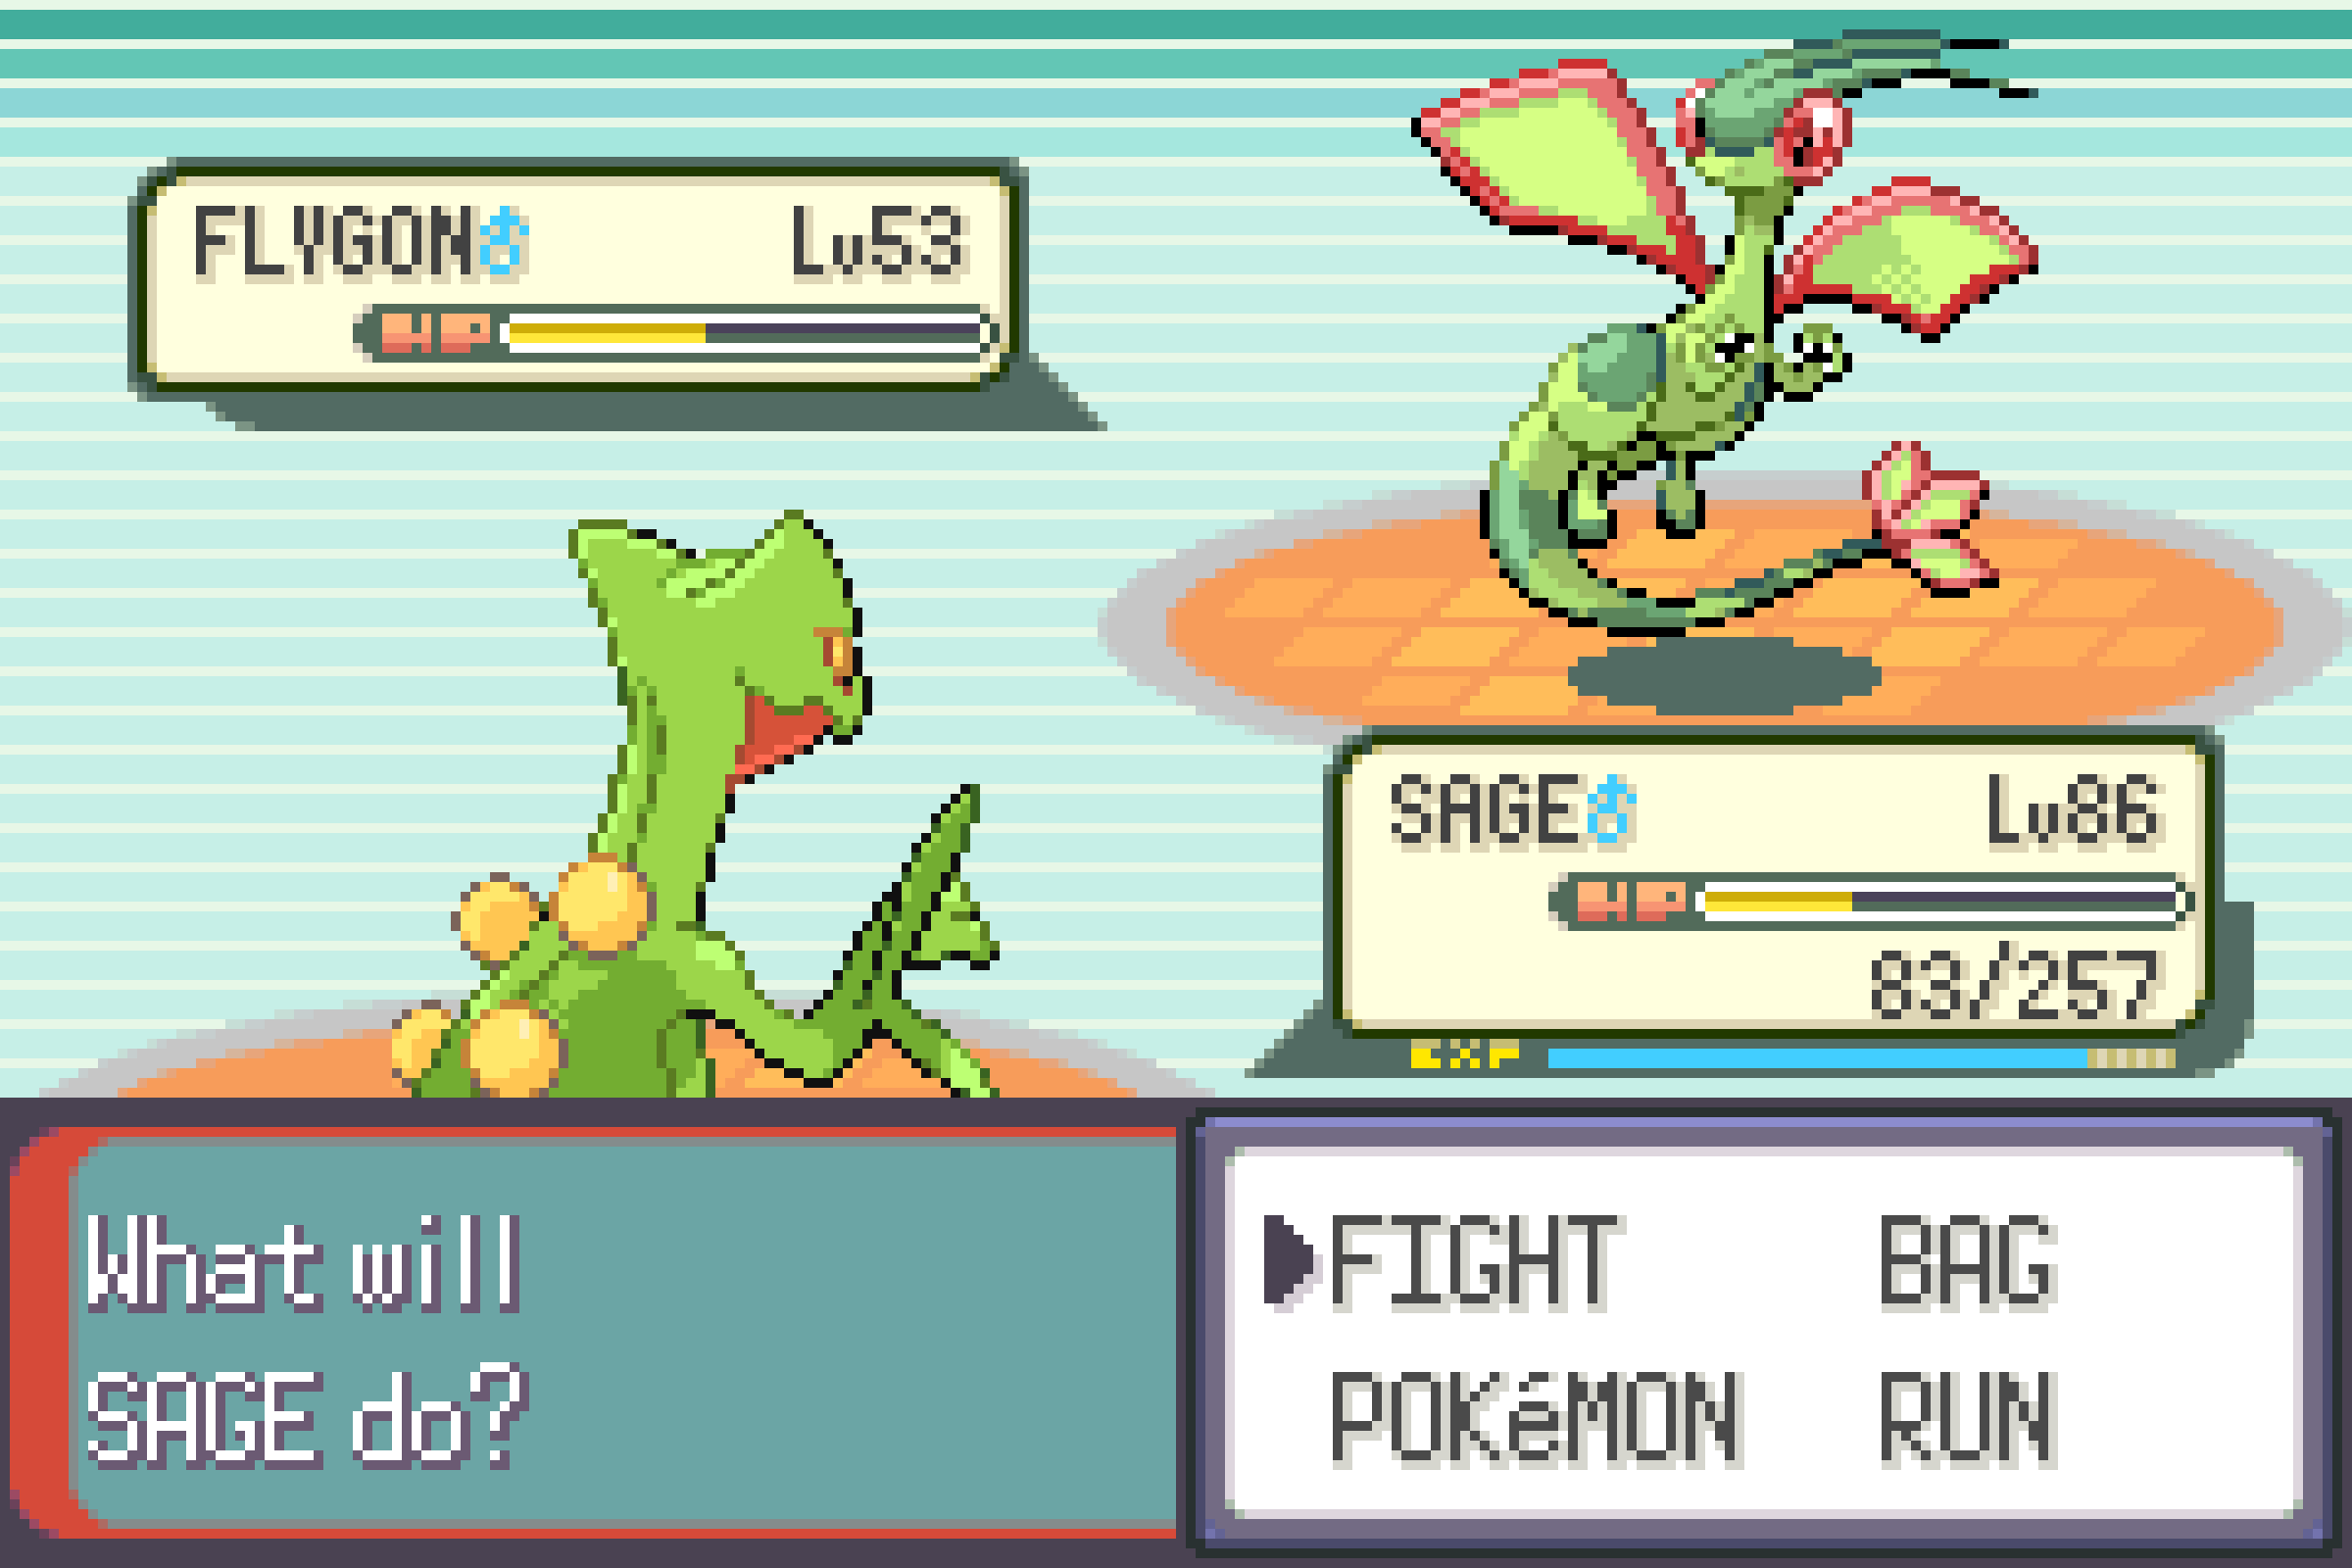 FLYGON♂ Lv53
HP
SAGE♂ Lv86
HP
83/257
EXP
What will
SAGE do?
FIGHT BAG
POKéMON RUN